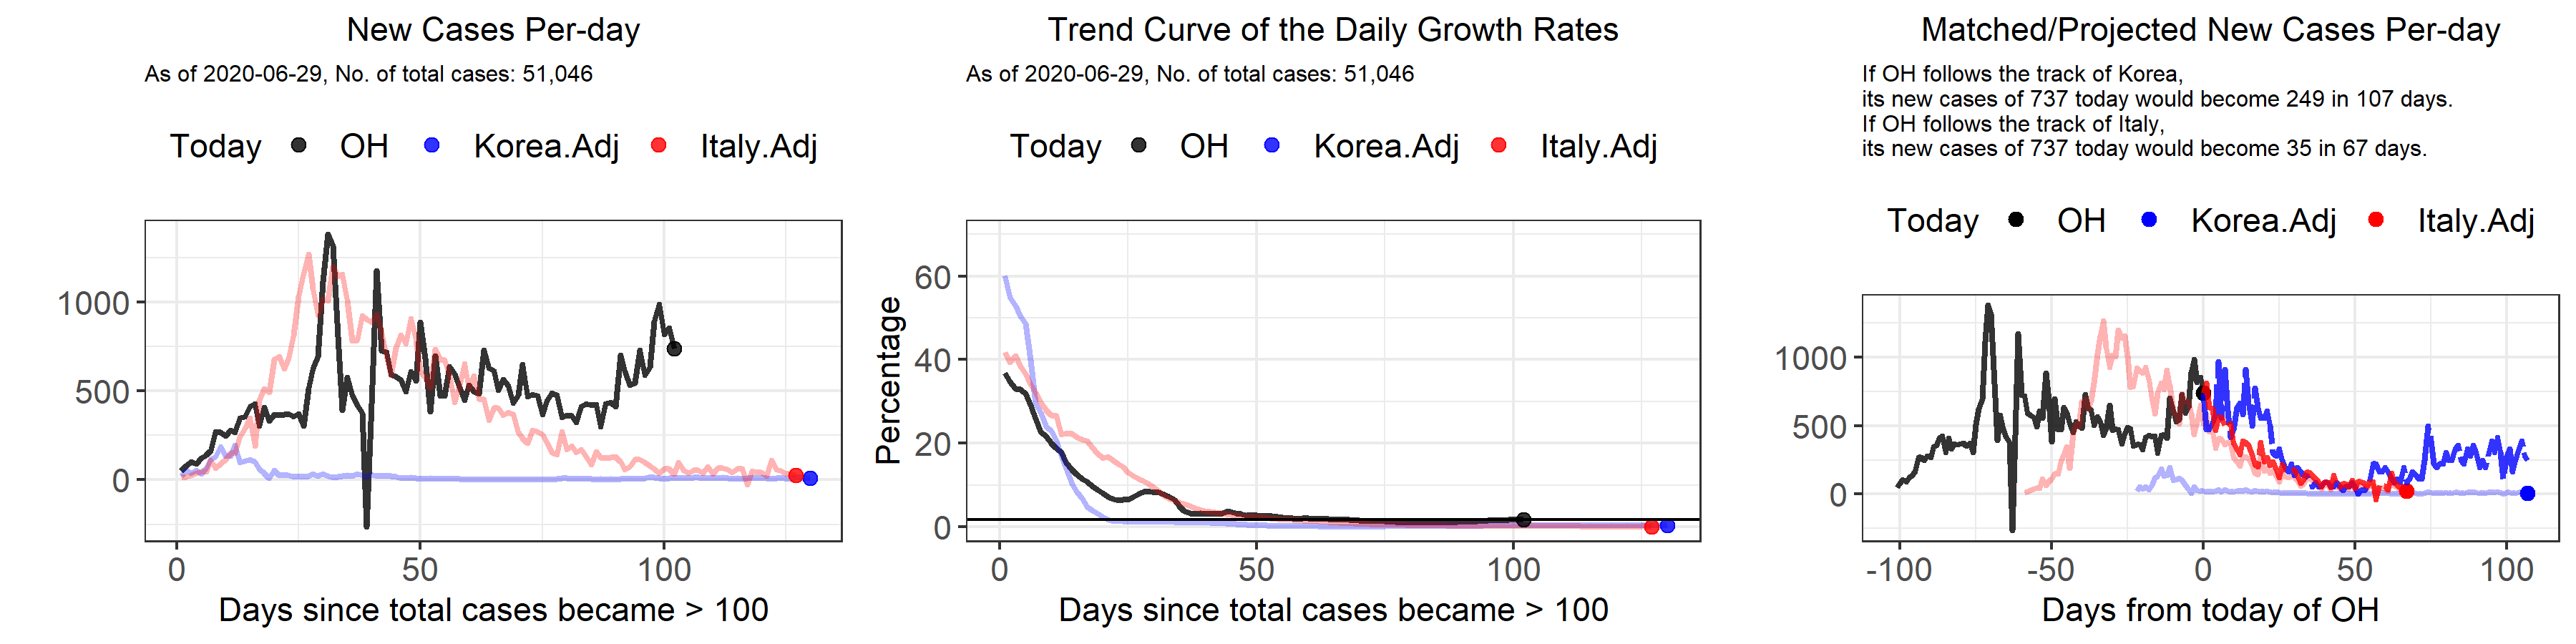 New Cases Per-day
As of 2020-06-29, No. of total cases: 51,046
Today OH Korea.Adj Italy.Adj
1000
500
0
0 50 100
Days since total cases became > 100
Trend Curve of the Daily Growth Rates
As of 2020-06-29, No. of total cases: 51,046
Today OH Korea.Adj Italy.Adj
Percentage
60
40
20
0
0 50 100
Days since total cases became > 100
Matched/Projected New Cases Per-day
If OH follows the track of Korea,
its new cases of 737 today would become 249 in 107 days.
If OH follows the track of Italy,
its new cases of 737 today would become 35 in 67 days.
Today OH Korea.Adj Italy.Adj
1000
500
0
-100 -50 0 50 100
Days from today of OH